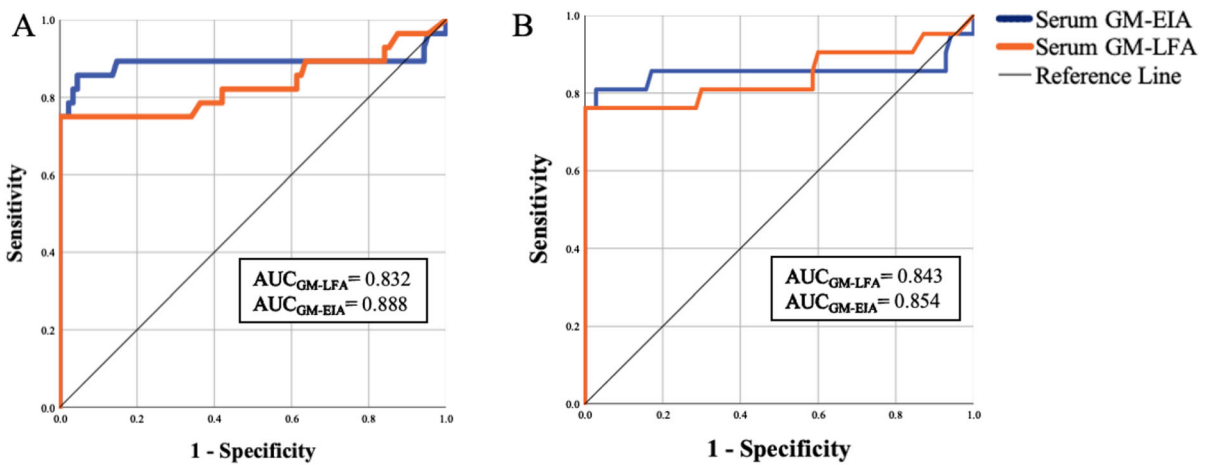 A
1.0
0.8
0.6
0.4
0.2
0.0
Sensitivity
0.0 0.2 0.4 0.6 0.8 1.0
1 - Specificity
AUCGM-LFA= 0.832
AUCGM-EIA= 0.888
B
1.0
0.8
0.6
0.4
0.2
0.0
Sensitivity
0.0 0.2 0.4 0.6 0.8 1.0
1 - Specificity
AUCGM-LFA= 0.843
AUCGM-EIA= 0.854
Serum GM-EIA
Serum GM-LFA
Reference Line